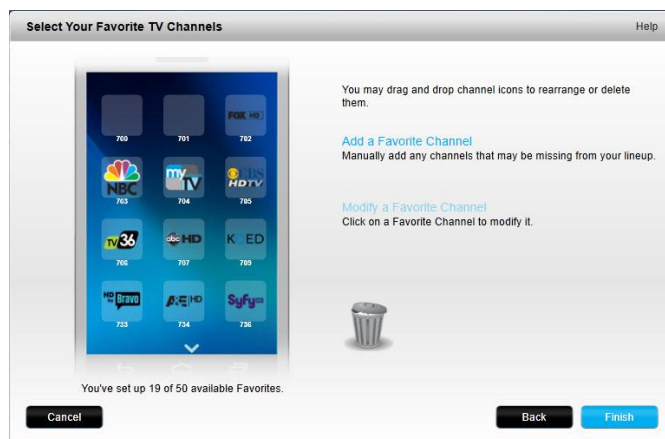 Select Your Favorite TV Channels
Help
You may drag and drop channel icons to rearrange or delete
them.
Add a Favorite Channel
Manually add any channels that may be missing from your lineup.
Modify a Favorite Channel
Click on a Favorite Channel to modify it.
FOX HD
700 701 702
NBC my TV CBS HDTV
703 704 705
TV36 abc HD KQED
706 707 709
HD Bravo A&E HD Syfy HD
733 734 736
You've set up 19 of 50 available Favorites.
Cancel
Back
Finish